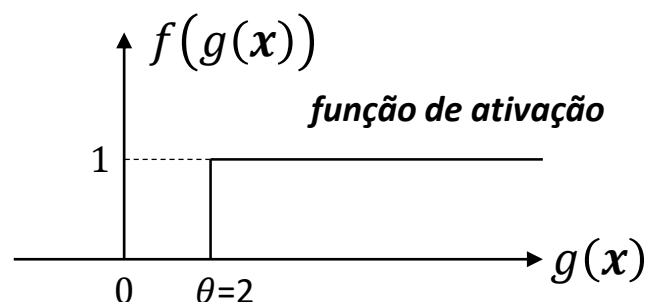 f(g(𝒙))
função de ativação
1
g(𝒙)
0
θ=2